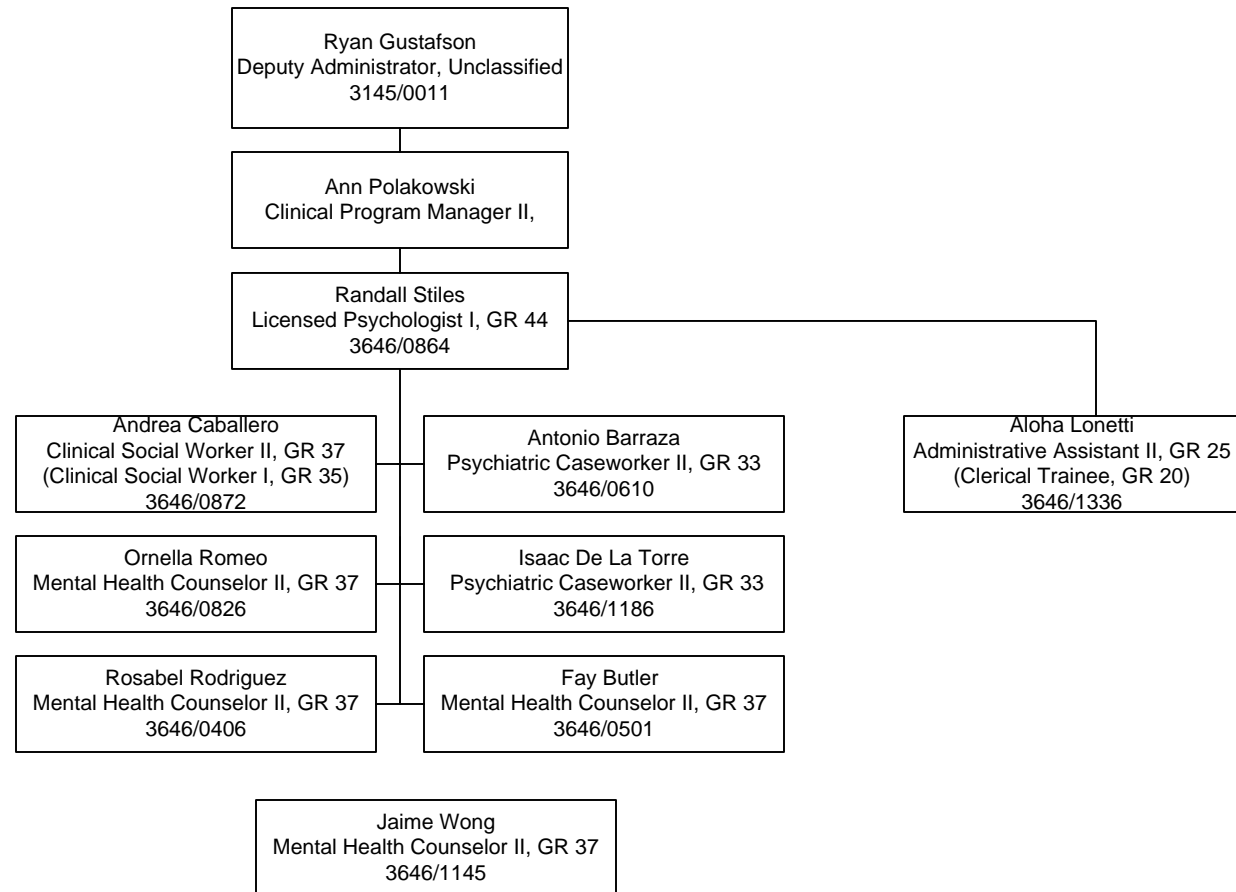 Ryan Gustafson
Deputy Administrator, Unclassified
3145/0011
Ann Polakowski
Clinical Program Manager II,
Randall Stiles
Licensed Psychologist I, GR 44
3646/0864
Andrea Caballero
Clinical Social Worker II, GR 37
(Clinical Social Worker I, GR 35)
3646/0872
Antonio Barraza
Psychiatric Caseworker II, GR 33
3646/0610
Aloha Lonetti
Administrative Assistant II, GR 25
(Clerical Trainee, GR 20)
3646/1336
Ornella Romeo
Mental Health Counselor II, GR 37
3646/0826
Isaac De La Torre
Psychiatric Caseworker II, GR 33
3646/1186
Rosabel Rodriguez
Mental Health Counselor II, GR 37
3646/0406
Fay Butler
Mental Health Counselor II, GR 37
3646/0501
Jaime Wong
Mental Health Counselor II, GR 37
3646/1145